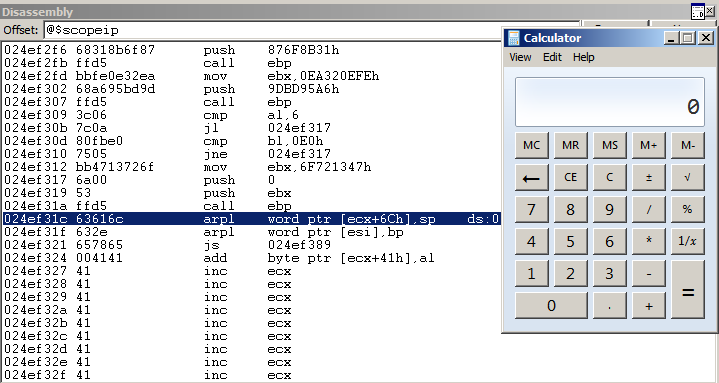 Disassembly
Offset: @$scopeip
024ef2f6 68318b6f87 push 876F8B31h
024ef2fb ffd5 call ebp
024ef2fd bbfe0e32ea mov ebx,0EA320EFEh
024ef302 68a695bd9d push 9DBD95A6h
024ef307 ffd5 call ebp
024ef309 3c06 cmp al,6
024ef30b 7c0a jl 024ef317
024ef30d 80fbe0 cmp bl,0E0h
024ef310 7505 jne 024ef317
024ef312 bb4713726f mov ebx,6F721347h
024ef317 6a00 push 0
024ef319 53 push ebx
024ef31a ffd5 call ebp
024ef31c 63616c arpl word ptr [ecx+6Ch],sp ds:0
024ef31f 632e arpl word ptr [esi],bp
024ef321 657865 js 024ef389
024ef324 004141 add byte ptr [ecx+41h],al
024ef327 41 inc ecx
024ef328 41 inc ecx
024ef329 41 inc ecx
024ef32a 41 inc ecx
024ef32b 41 inc ecx
024ef32c 41 inc ecx
024ef32d 41 inc ecx
024ef32e 41 inc ecx
024ef32f 41 inc ecx
Calculator
View Edit Help
0
MC MR MS M+ M-
← CE C ± √
7 8 9 / %
4 5 6 * 1/x
1 2 3 - =
0 . +